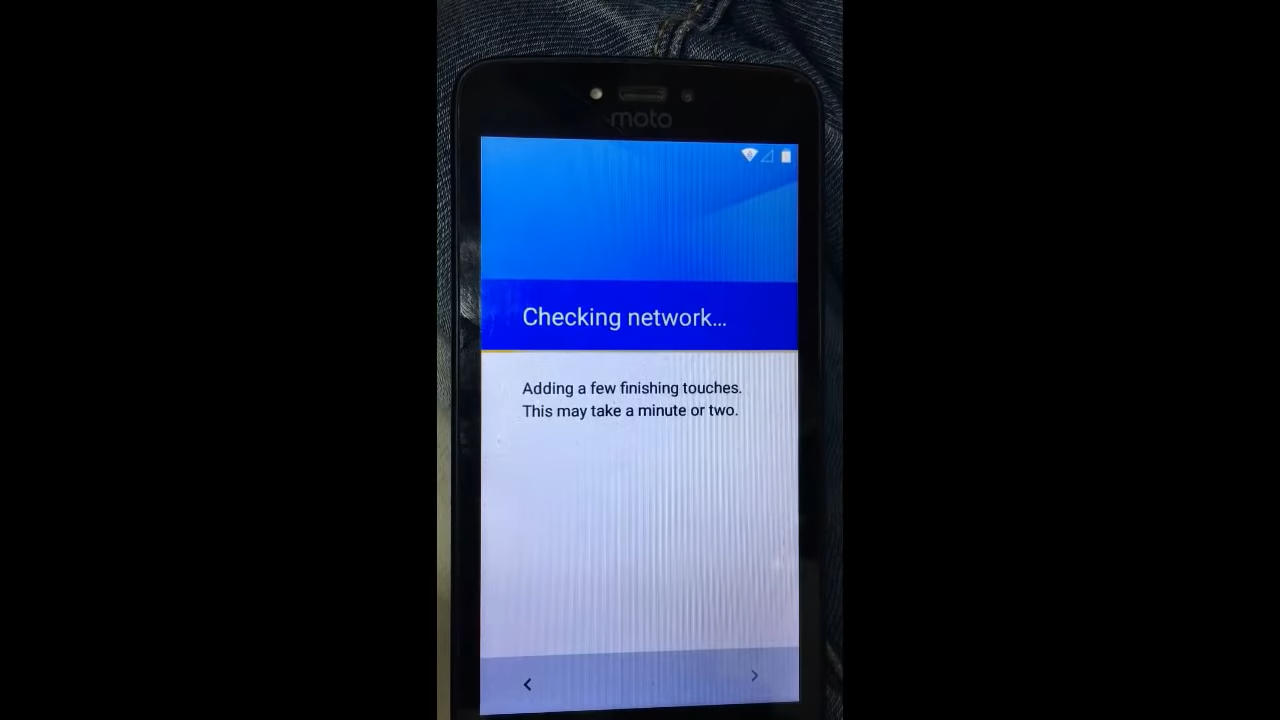 moto
Checking network...
Adding a few finishing touches.
This may take a minute or two.